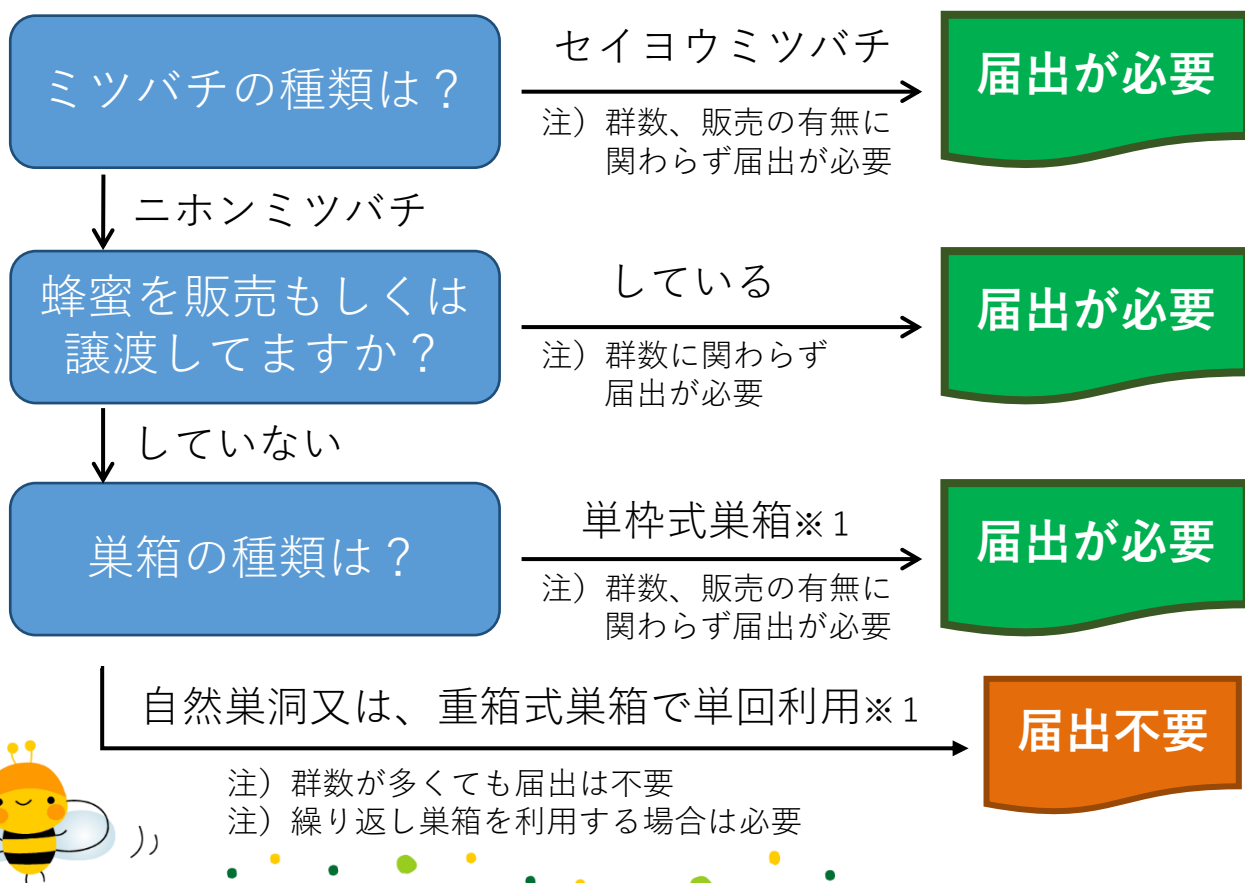 ミツバチの種類は？
セイヨウミツバチ
注）群数、販売の有無に
関わらず届出が必要
届出が必要
ニホンミツバチ
蜂蜜を販売もしくは
譲渡してますか？
している
注）群数に関わらず
届出が必要
届出が必要
していない
巣箱の種類は？
単枠式巣箱※１
注）群数、販売の有無に
関わらず届出が必要
届出が必要
自然巣洞又は、重箱式巣箱で単回利用※１
届出不要
注）群数が多くても届出は不要
注）繰り返し巣箱を利用する場合は必要